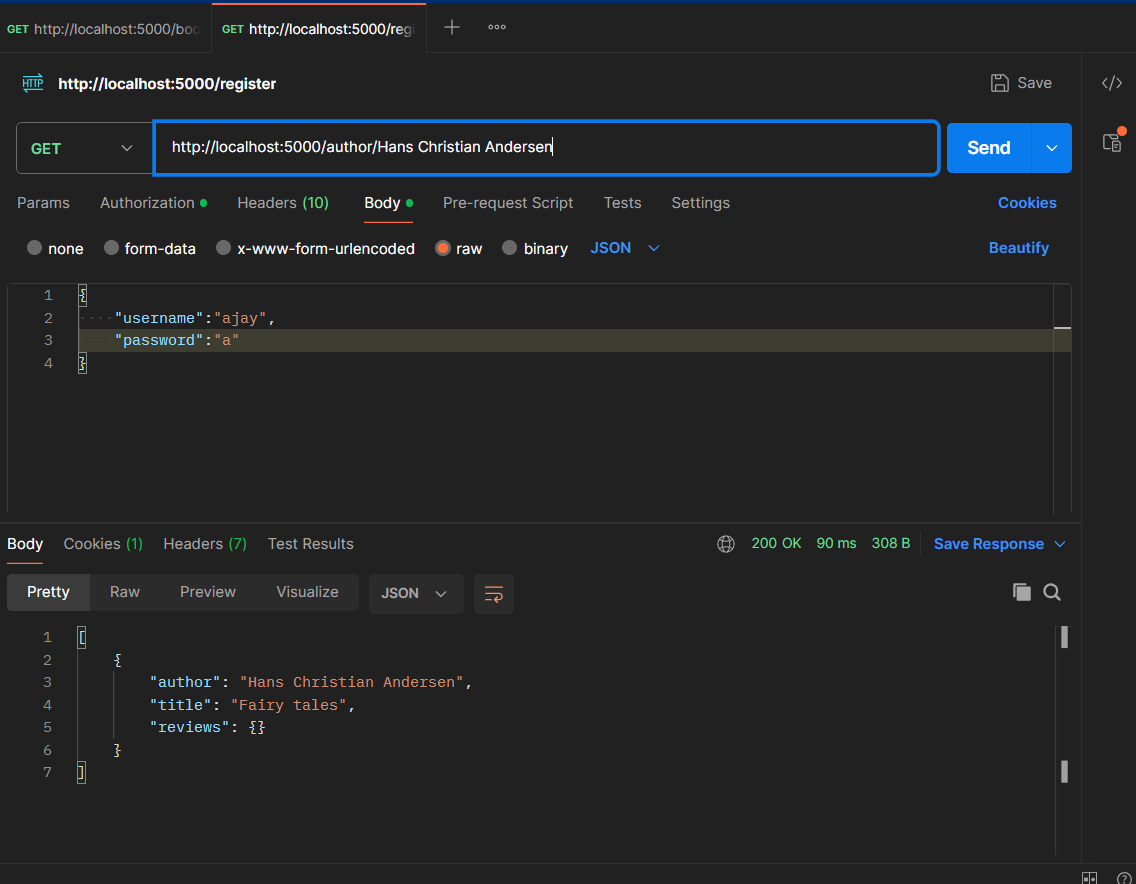 GET http://localhost:5000/boo GET http://localhost:5000/regi
HTTP http://localhost:5000/register Save
GET http://localhost:5000/author/Hans Christian Andersen Send
Params Authorization Headers (10) Body Pre-request Script Tests Settings Cookies
none form-data x-www-form-urlencoded raw binary JSON Beautify
1 {
2 ····"username":"ajay",
3 ····"password":"a"
4 }
Body Cookies (1) Headers (7) Test Results 200 OK 90 ms 308 B Save Response
Pretty Raw Preview Visualize JSON
1 [
2 {
3 "author": "Hans Christian Andersen",
4 "title": "Fairy tales",
5 "reviews": {}
6 }
7 ]